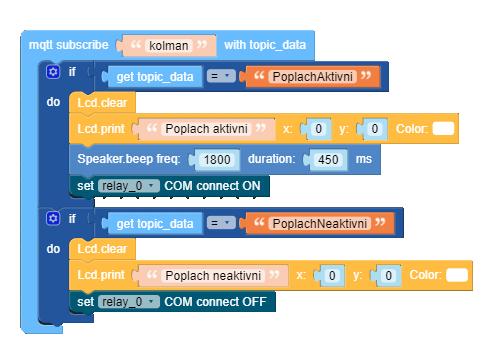 mqtt subscribe “ kolman ” with topic_data
if get topic_data = ▾ “ PoplachAktivni ”
do Lcd.clear
Lcd.print “ Poplach aktivni ” x: 0 y: 0 Color:
Speaker.beep freq: 1800 duration: 450 ms
set relay_0 ▾ COM connect ON
if get topic_data = ▾ “ PoplachNeaktivni ”
do Lcd.clear
Lcd.print “ Poplach neaktivni ” x: 0 y: 0 Color:
set relay_0 ▾ COM connect OFF